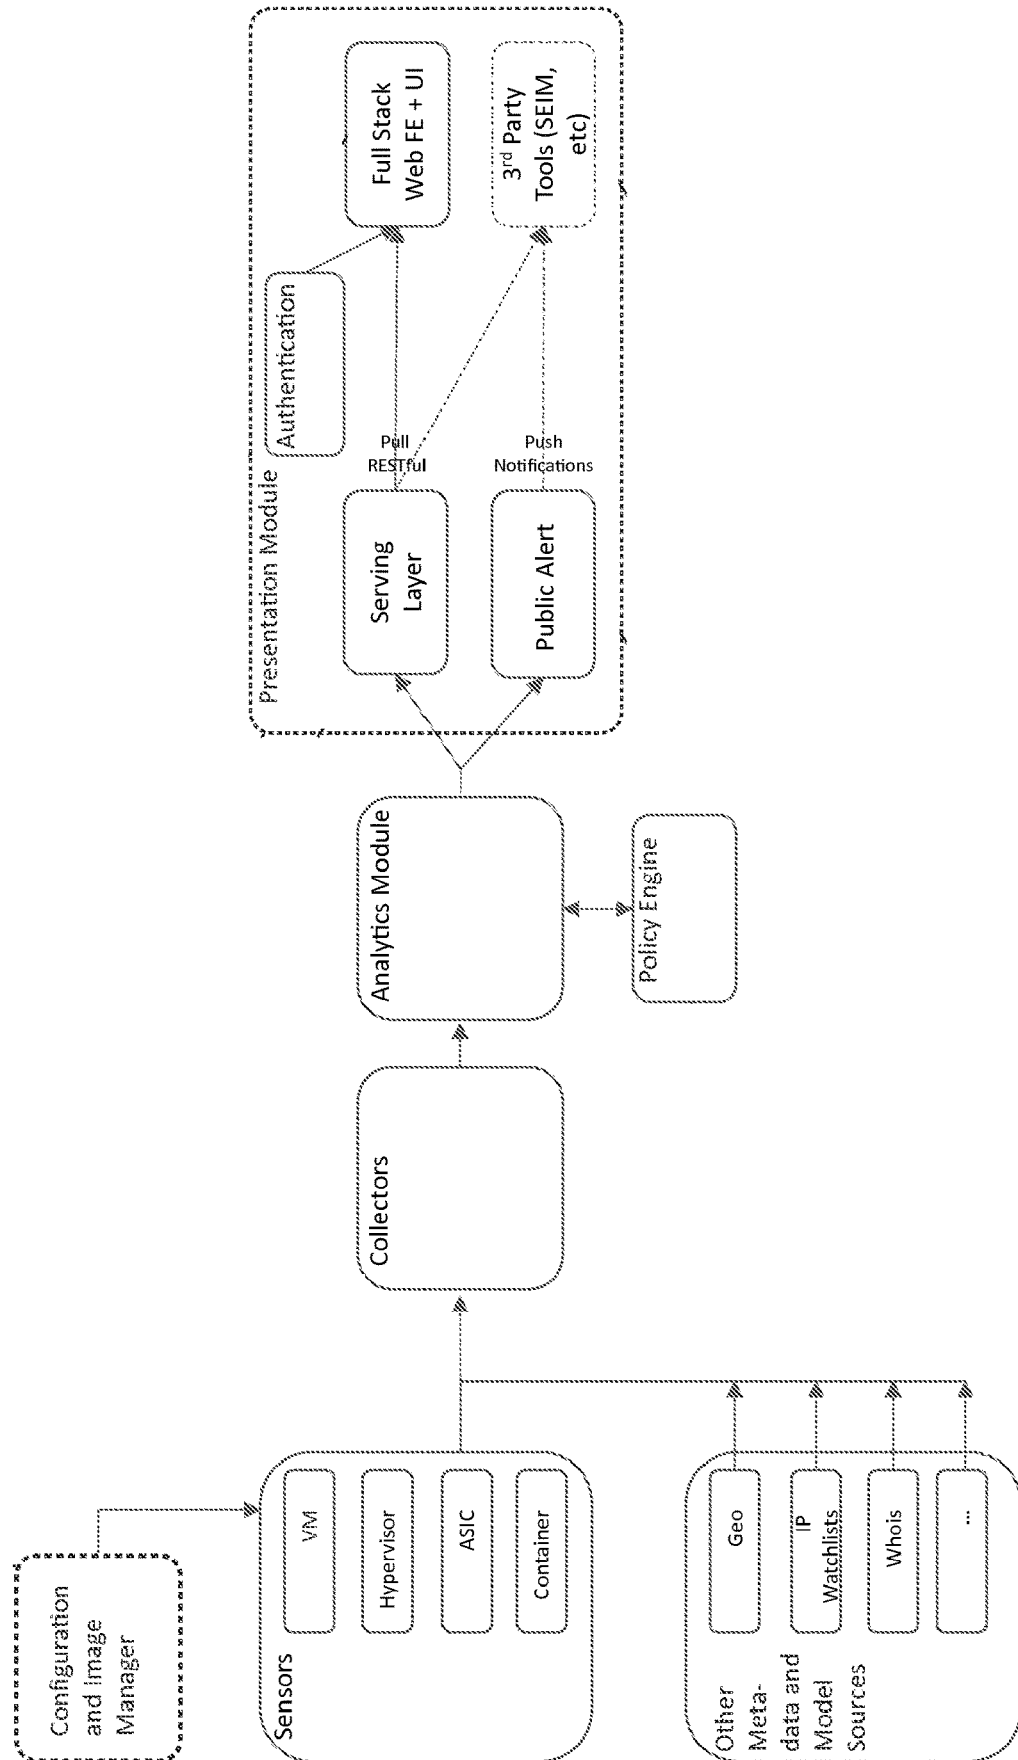 Configuration
and Image
Manager
Sensors
VM
Hypervisor
ASIC
Container
Other
Meta-
data and
Model
Sources
Geo
IP
Watchlists
Whois
...
Collectors
Analytics Module
Policy Engine
Presentation Module
Serving
Layer
Public Alert
Pull
RESTful
Push
Notifications
Authentication
Full Stack
Web FE + UI
3rd Party
Tools (SEIM,
etc)